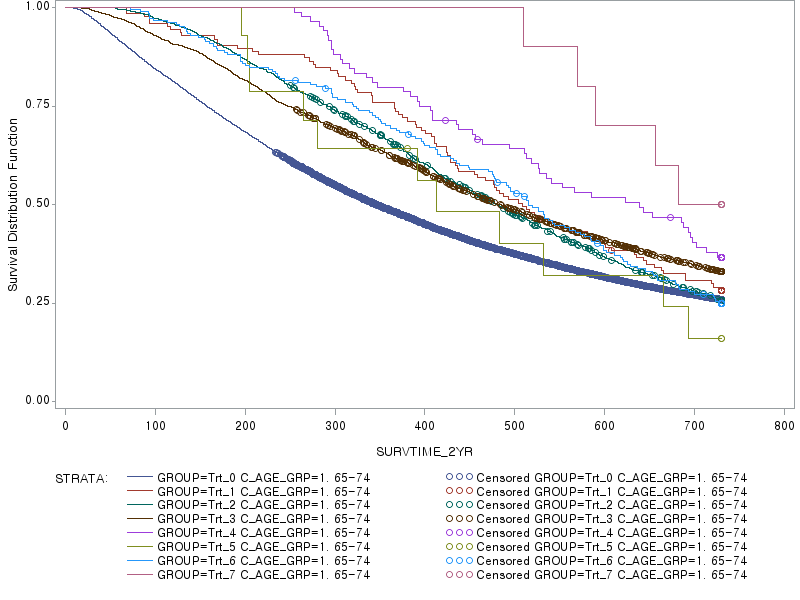 1.00
0.75
0.50
0.25
0.00
Survival Distribution Function
0 100 200 300 400 500 600 700 800
SURVTIME_2YR
STRATA:
GROUP=Trt_0 C_AGE_GRP=1. 65-74 Censored GROUP=Trt_0 C_AGE_GRP=1. 65-74
GROUP=Trt_1 C_AGE_GRP=1. 65-74 Censored GROUP=Trt_1 C_AGE_GRP=1. 65-74
GROUP=Trt_2 C_AGE_GRP=1. 65-74 Censored GROUP=Trt_2 C_AGE_GRP=1. 65-74
GROUP=Trt_3 C_AGE_GRP=1. 65-74 Censored GROUP=Trt_3 C_AGE_GRP=1. 65-74
GROUP=Trt_4 C_AGE_GRP=1. 65-74 Censored GROUP=Trt_4 C_AGE_GRP=1. 65-74
GROUP=Trt_5 C_AGE_GRP=1. 65-74 Censored GROUP=Trt_5 C_AGE_GRP=1. 65-74
GROUP=Trt_6 C_AGE_GRP=1. 65-74 Censored GROUP=Trt_6 C_AGE_GRP=1. 65-74
GROUP=Trt_7 C_AGE_GRP=1. 65-74 Censored GROUP=Trt_7 C_AGE_GRP=1. 65-74